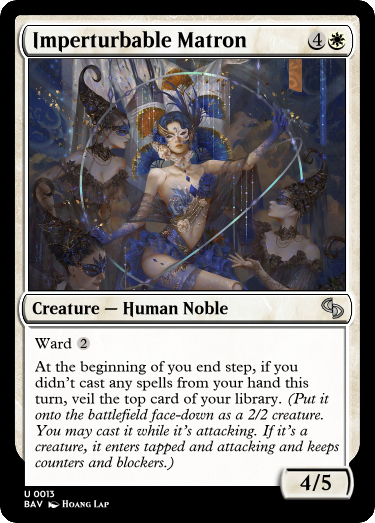 Imperturbable Matron 4
Creature — Human Noble
Ward 2
At the beginning of you end step, if you
didn't cast any spells from your hand this
turn, veil the top card of your library. (Put it
onto the battlefield face-down as a 2/2 creature.
You may cast it while it's attacking. If it's a
creature, it enters tapped and attacking and keeps
counters and blockers.)
4/5
U 0013
BAV Hoang Lap